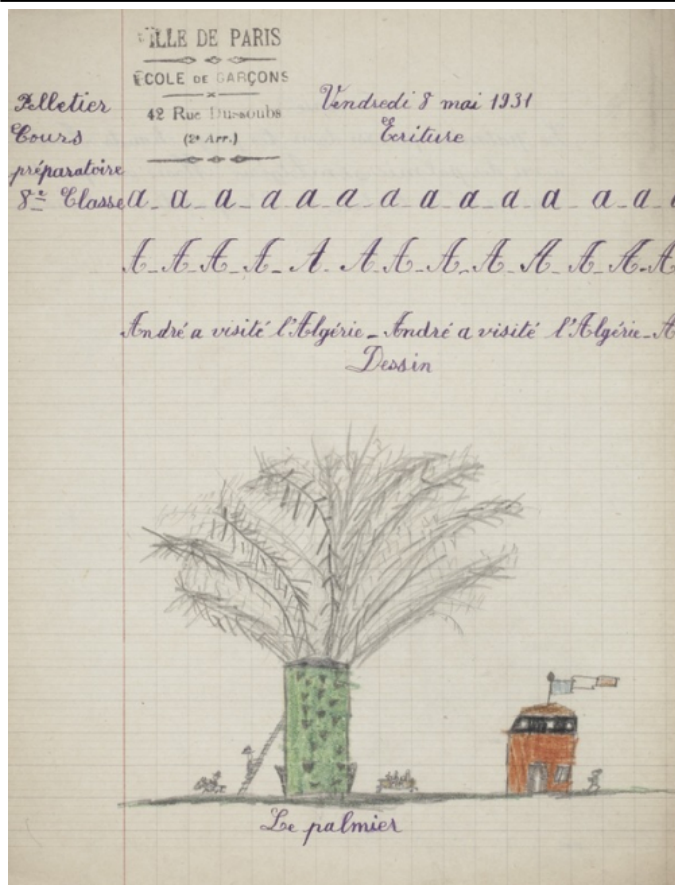 VILLE DE PARIS
ÉCOLE DE GARÇONS
42 Rue Dussoubs
(2e Arr.)
Pelletier
Cours
préparatoire
8e Classe
Vendredi 8 mai 1931
Ecriture
a a a a a a a a a a a a a
A A A A A A A A A A A A A
André a visité l'Algérie _ André a visité l'Algérie _ A
Dessin
Le palmier